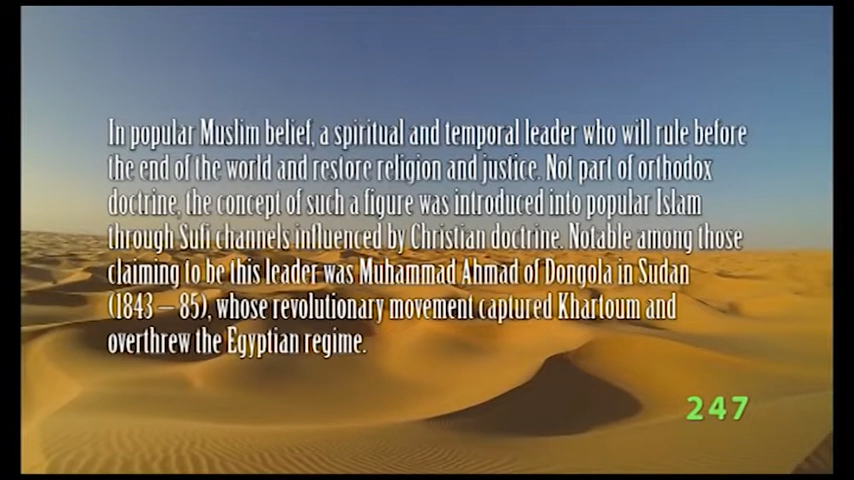 In popular Muslim belief, a spiritual and temporal leader who will rule before
the end of the world and restore religion and justice. Not part of orthodox
doctrine, the concept of such a figure was introduced into popular Islam
through Sufi channels influenced by Christian doctrine. Notable among those
claiming to be this leader was Muhammad Ahmad of Dongola in Sudan
(1843 – 85), whose revolutionary movement captured Khartoum and
overthrew the Egyptian regime.
247